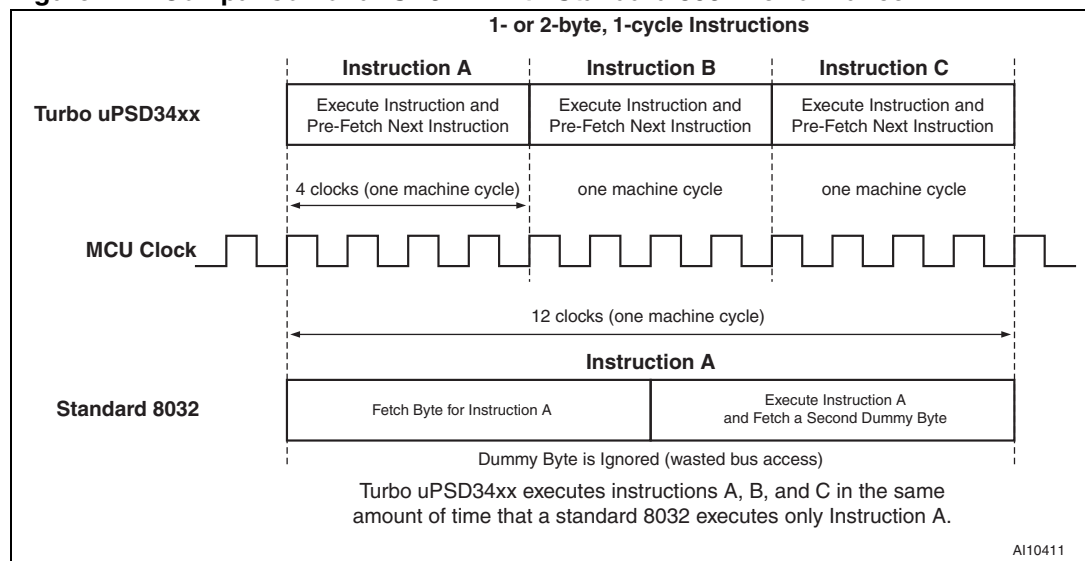 1- or 2-byte, 1-cycle Instructions
Instruction A Instruction B Instruction C
Turbo uPSD34xx
Execute Instruction and
Pre-Fetch Next Instruction
Execute Instruction and
Pre-Fetch Next Instruction
Execute Instruction and
Pre-Fetch Next Instruction
4 clocks (one machine cycle) one machine cycle one machine cycle
MCU Clock
12 clocks (one machine cycle)
Instruction A
Standard 8032
Fetch Byte for Instruction A
Execute Instruction A
and Fetch a Second Dummy Byte
Dummy Byte is Ignored (wasted bus access)
Turbo uPSD34xx executes instructions A, B, and C in the same
amount of time that a standard 8032 executes only Instruction A.
AI10411